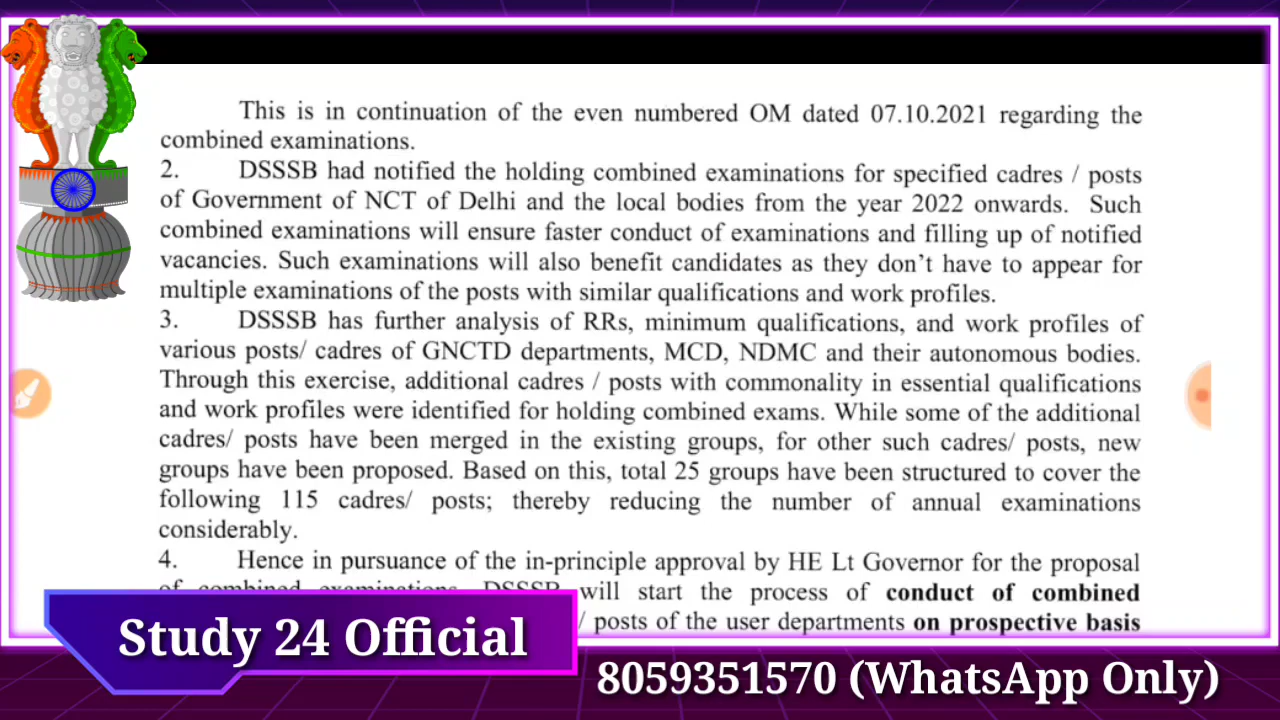 This is in continuation of the even numbered OM dated 07.10.2021 regarding the
combined examinations.
2. DSSSB had notified the holding combined examinations for specified cadres / posts
of Government of NCT of Delhi and the local bodies from the year 2022 onwards. Such
combined examinations will ensure faster conduct of examinations and filling up of notified
vacancies. Such examinations will also benefit candidates as they don't have to appear for
multiple examinations of the posts with similar qualifications and work profiles.
3. DSSSB has further analysis of RRs, minimum qualifications, and work profiles of
various posts/ cadres of GNCTD departments, MCD, NDMC and their autonomous bodies.
Through this exercise, additional cadres / posts with commonality in essential qualifications
and work profiles were identified for holding combined exams. While some of the additional
cadres/ posts have been merged in the existing groups, for other such cadres/ posts, new
groups have been proposed. Based on this, total 25 groups have been structured to cover the
following 115 cadres/ posts; thereby reducing the number of annual examinations
considerably.
4. Hence in pursuance of the in-principle approval by HE Lt Governor for the proposal
of combined examinations, DSSSB will start the process of conduct of combined
/ posts of the user departments on prospective basis
Study 24 Official
8059351570 (WhatsApp Only)